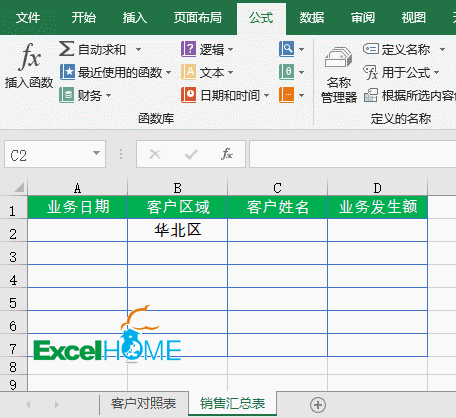 文件 开始 插入 页面布局 公式 数据 审阅 视图
fx 插入函数
Σ 自动求和
最近使用的函数
财务
逻辑
文本
日期和时间
函数库
名称
管理器
定义名称
用于公式
根据所选内容
定义的名称
C2 fx
A B C D
1 业务日期 客户区域 客户姓名 业务发生额
2 华北区
3
4
5
6
7
8
9
ExcelHOME
客户对照表 销售汇总表